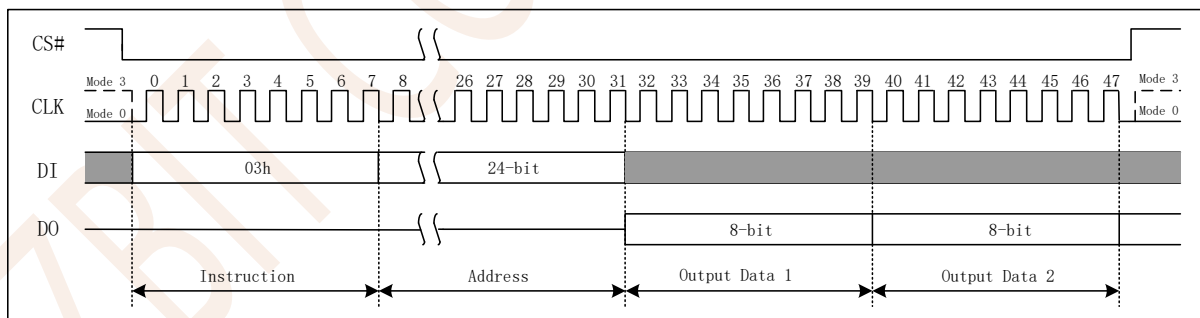 CS#
Mode 3 0 1 2 3 4 5 6 7 8 26 27 28 29 30 31 32 33 34 35 36 37 38 39 40 41 42 43 44 45 46 47 Mode 3
CLK
Mode 0 Mode 0
DI 03h 24-bit
DO 8-bit 8-bit
Instruction Address Output Data 1 Output Data 2